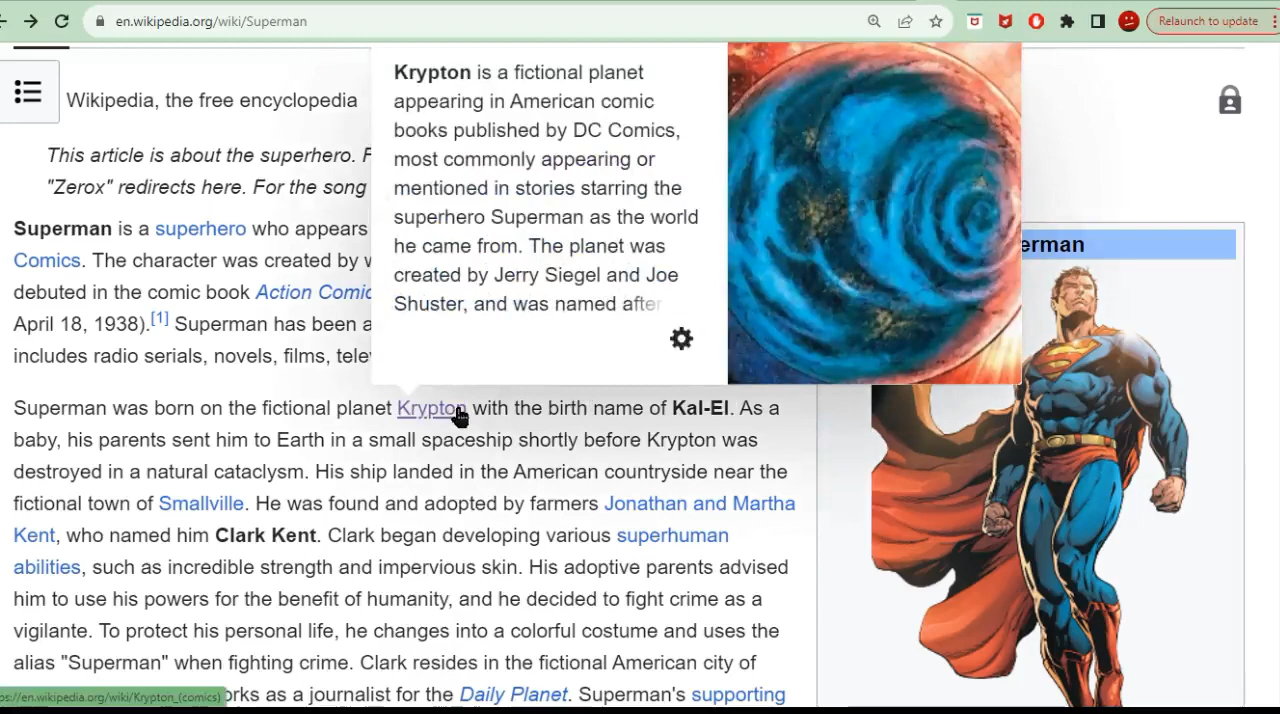 en.wikipedia.org/wiki/Superman
Relaunch to update
Wikipedia, the free encyclopedia
This article is about the superhero. F
"Zerox" redirects here. For the song
Superman is a superhero who appears
Comics. The character was created by w
debuted in the comic book Action Comic
April 18, 1938).[1] Superman has been a
includes radio serials, novels, films, tele
Krypton is a fictional planet
appearing in American comic
books published by DC Comics,
most commonly appearing or
mentioned in stories starring the
superhero Superman as the world
he came from. The planet was
created by Jerry Siegel and Joe
Shuster, and was named after
erman
Superman was born on the fictional planet Krypton with the birth name of Kal-El. As a
baby, his parents sent him to Earth in a small spaceship shortly before Krypton was
destroyed in a natural cataclysm. His ship landed in the American countryside near the
fictional town of Smallville. He was found and adopted by farmers Jonathan and Martha
Kent, who named him Clark Kent. Clark began developing various superhuman
abilities, such as incredible strength and impervious skin. His adoptive parents advised
him to use his powers for the benefit of humanity, and he decided to fight crime as a
vigilante. To protect his personal life, he changes into a colorful costume and uses the
alias "Superman" when fighting crime. Clark resides in the fictional American city of
orks as a journalist for the Daily Planet. Superman's supporting
ps://en.wikipedia.org/wiki/Krypton_(comics)